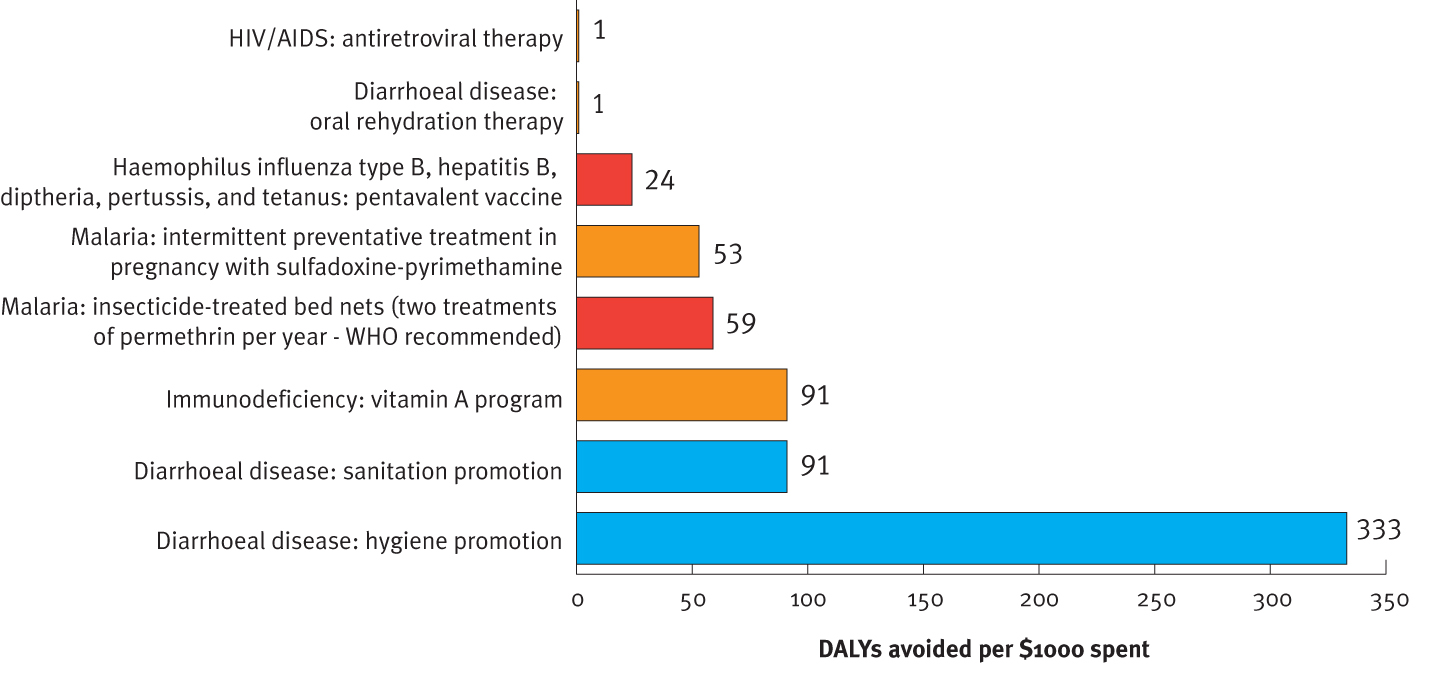 HIV/AIDS: antiretroviral therapy
1
Diarrhoeal disease:
oral rehydration therapy
1
Haemophilus influenza type B, hepatitis B,
diptheria, pertussis, and tetanus: pentavalent vaccine
24
Malaria: intermittent preventative treatment in
pregnancy with sulfadoxine-pyrimethamine
53
Malaria: insecticide-treated bed nets (two treatments
of permethrin per year - WHO recommended)
59
Immunodeficiency: vitamin A program
91
Diarrhoeal disease: sanitation promotion
91
Diarrhoeal disease: hygiene promotion
333
0 50 100 150 200 250 300 350
DALYs avoided per $1000 spent